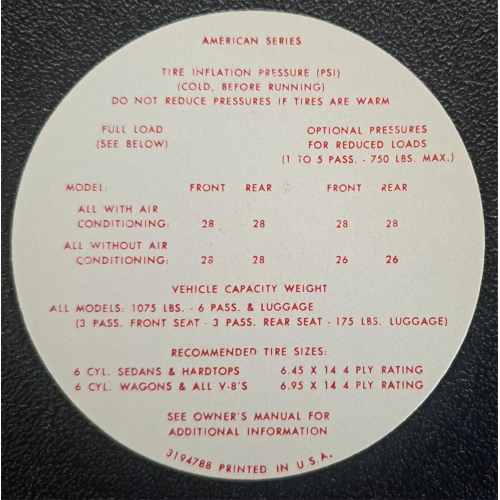 AMERICAN SERIES
TIRE INFLATION PRESSURE (PSI)
(COLD, BEFORE RUNNING)
DO NOT REDUCE PRESSURES IF TIRES ARE WARM
FULL LOAD OPTIONAL PRESSURES
(SEE BELOW) FOR REDUCED LOADS
(1 TO 5 PASS. - 750 LBS. MAX.)
MODEL: FRONT REAR FRONT REAR
ALL WITH AIR
CONDITIONING: 28 28 28 28
ALL WITHOUT AIR
CONDITIONING: 28 28 26 26
VEHICLE CAPACITY WEIGHT
ALL MODELS: 1075 LBS. - 6 PASS. & LUGGAGE
(3 PASS. FRONT SEAT - 3 PASS. REAR SEAT - 175 LBS. LUGGAGE)
RECOMMENDED TIRE SIZES:
6 CYL. SEDANS & HARDTOPS 6.45 X 14 4 PLY RATING
6 CYL. WAGONS & ALL V-8'S 6.95 X 14 4 PLY RATING
SEE OWNER'S MANUAL FOR
ADDITIONAL INFORMATION
3194788 PRINTED IN U.S.A.